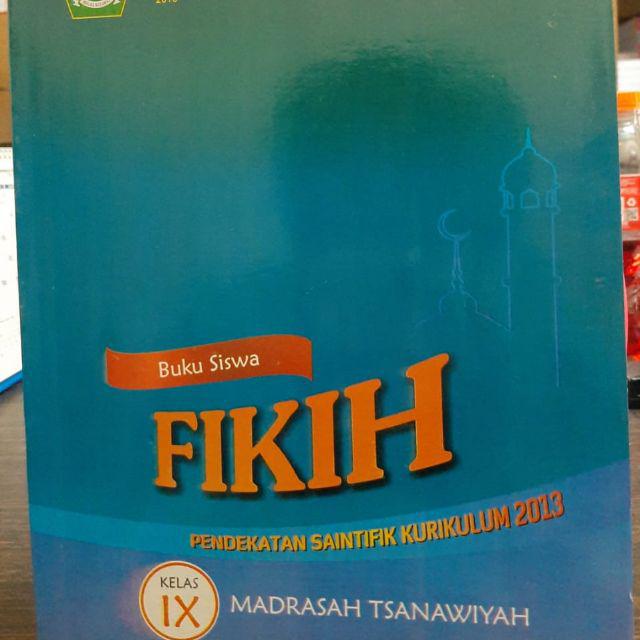 Buku Siswa
FIKIH
PENDEKATAN SAINTIFIK KURIKULUM 2013
KELAS
IX
MADRASAH TSANAWIYAH